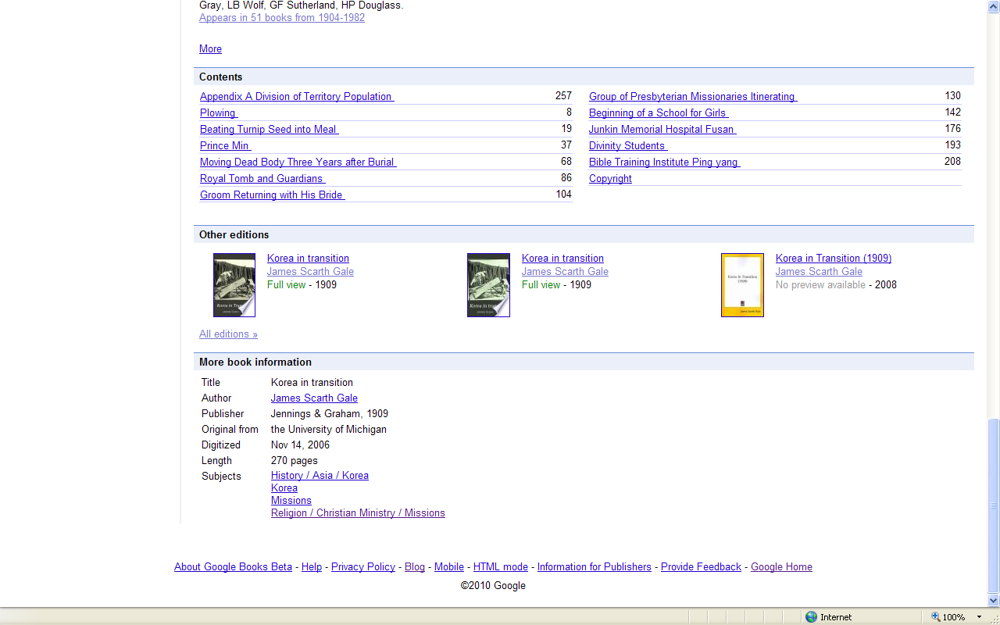 Gray, LB Wolf, GF Sutherland, HP Douglass.
Appears in 51 books from 1904-1982
More
Contents
Appendix A Division of Territory Population 257
Plowing 8
Beating Turnip Seed into Meal 19
Prince Min 37
Moving Dead Body Three Years after Burial 68
Royal Tomb and Guardians 86
Groom Returning with His Bride 104
Group of Presbyterian Missionaries Itinerating 130
Beginning of a School for Girls 142
Junkin Memorial Hospital Fusan 176
Divinity Students 193
Bible Training Institute Ping yang 208
Copyright
Other editions
Korea in transition
James Scarth Gale
Full view - 1909
Korea in transition
James Scarth Gale
Full view - 1909
Korea in Transition (1909)
James Scarth Gale
No preview available - 2008
All editions »
More book information
Title Korea in transition
Author James Scarth Gale
Publisher Jennings & Graham, 1909
Original from the University of Michigan
Digitized Nov 14, 2006
Length 270 pages
Subjects History / Asia / Korea
Korea
Missions
Religion / Christian Ministry / Missions
About Google Books Beta - Help - Privacy Policy - Blog - Mobile - HTML mode - Information for Publishers - Provide Feedback - Google Home
©2010 Google
Internet 100%